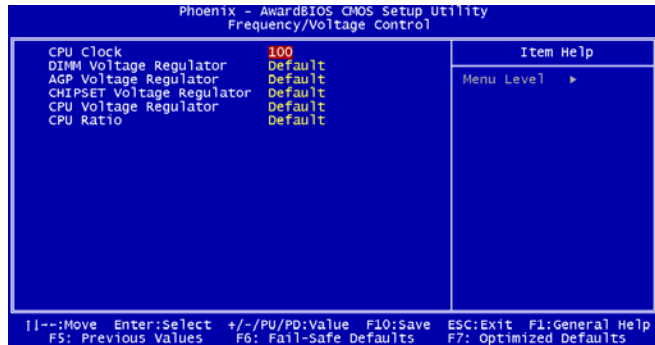 Phoenix - AwardBIOS CMOS Setup Utility
Frequency/Voltage Control
CPU Clock 100
DIMM Voltage Regulator Default
AGP Voltage Regulator Default
CHIPSET Voltage Regulator Default
CPU Voltage Regulator Default
CPU Ratio Default
Item Help
Menu Level ►
↑↓→←:Move Enter:Select +/-/PU/PD:Value F10:Save ESC:Exit F1:General Help
F5: Previous Values F6: Fail-Safe Defaults F7: Optimized Defaults